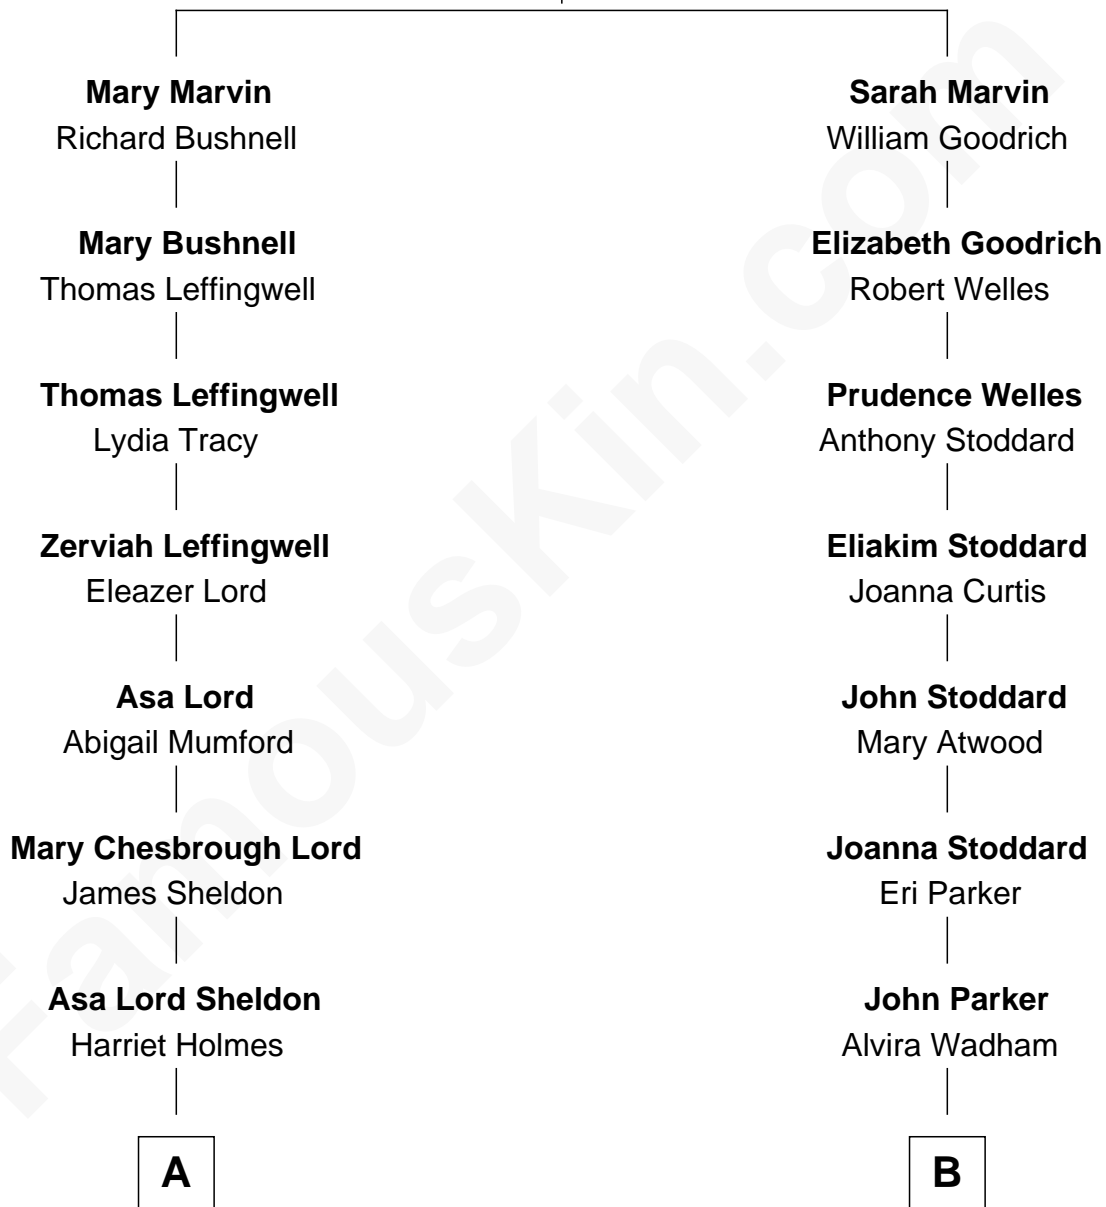 Mary Marvin
Richard Bushnell
Mary Bushnell
Thomas Leffingwell
Thomas Leffingwell
Lydia Tracy
Zerviah Leffingwell
Eleazer Lord
Asa Lord
Abigail Mumford
Mary Chesbrough Lord
James Sheldon
Asa Lord Sheldon
Harriet Holmes
A
Sarah Marvin
William Goodrich
Elizabeth Goodrich
Robert Welles
Prudence Welles
Anthony Stoddard
Eliakim Stoddard
Joanna Curtis
John Stoddard
Mary Atwood
Joanna Stoddard
Eri Parker
John Parker
Alvira Wadham
B
FamousKin.com